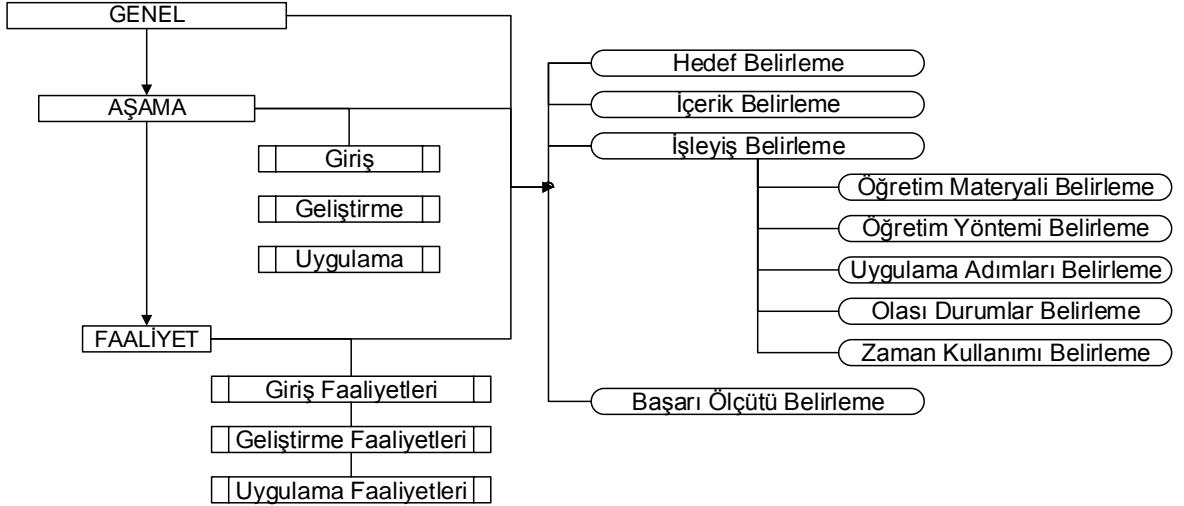 GENEL
AŞAMA
Giriş
Geliştirme
Uygulama
FAALİYET
Giriş Faaliyetleri
Geliştirme Faaliyetleri
Uygulama Faaliyetleri
Hedef Belirleme
İçerik Belirleme
İşleyiş Belirleme
Öğretim Materyali Belirleme
Öğretim Yöntemi Belirleme
Uygulama Adımları Belirleme
Olası Durumlar Belirleme
Zaman Kullanımı Belirleme
Başarı Ölçütü Belirleme